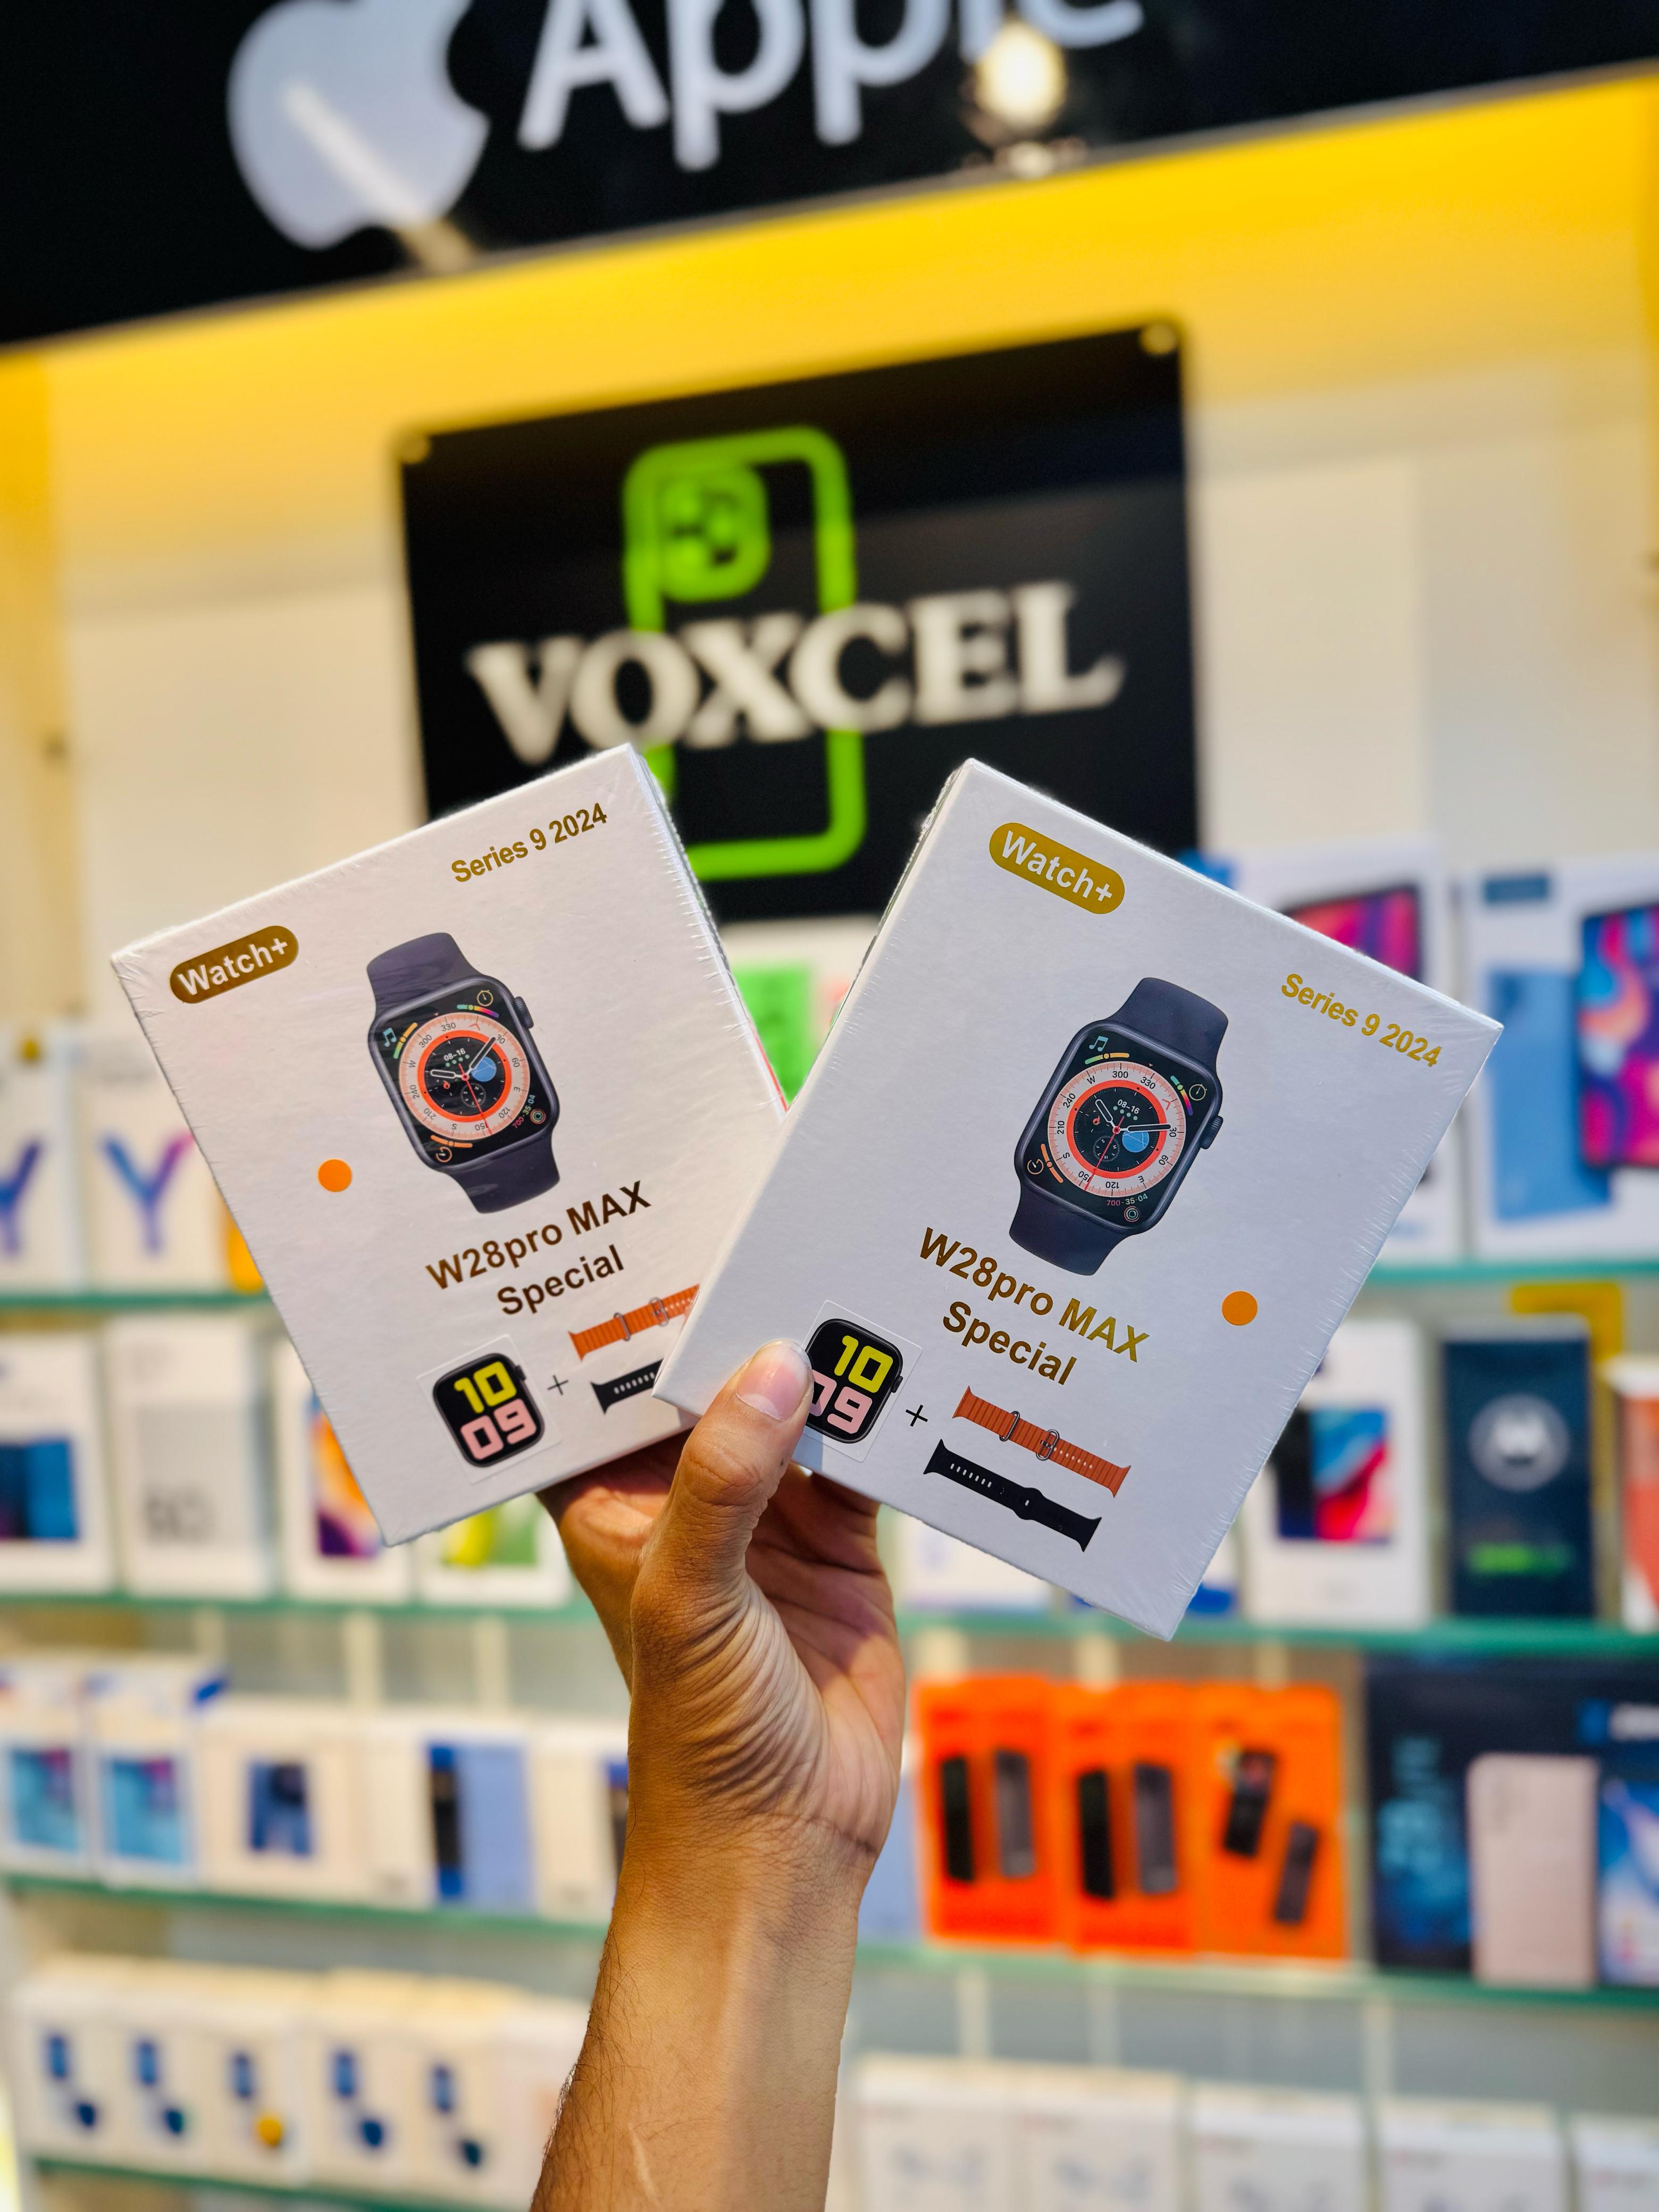 Apple
VOXCEL
Series 9 2024
Watch+
W28pro MAX
Special
10
09
+
Watch+
Series 9 2024
W28pro MAX
Special
10
09
+